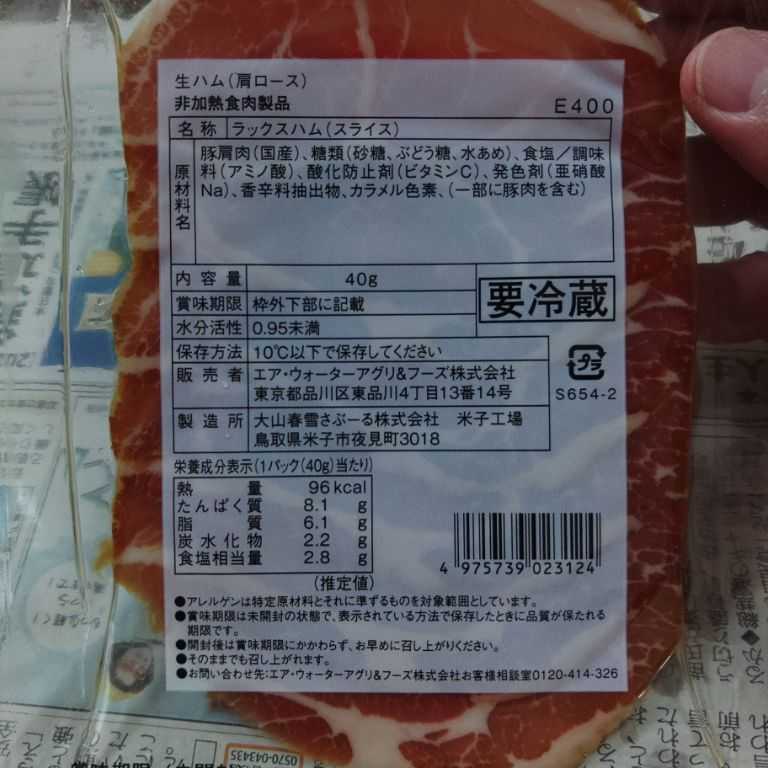 生ハム(肩ロース)
非加熱食肉製品
E400
名称 ラックスハム(スライス)
原材料名
豚肩肉(国産)、糖類(砂糖、ぶどう糖、水あめ)、食塩/調味
料(アミノ酸)、酸化防止剤(ビタミンC)、発色剤(亜硝酸
Na)、香辛料抽出物、カラメル色素、(一部に豚肉を含む)
内容量 40g
賞味期限 枠外下部に記載
水分活性 0.95未満
要冷蔵
保存方法 10℃以下で保存してください
販売者 エア・ウォーターアグリ&フーズ株式会社
東京都品川区東品川4丁目13番14号
プラ
S654-2
製造所 大山春雪さぶーる株式会社 米子工場
鳥取県米子市夜見町3018
栄養成分表示(1パック(40g)当たり)
熱量 96kcal
たんぱく質 8.1 g
脂質 6.1 g
炭水化物 2.2 g
食塩相当量 2.8 g
(推定値)
4 975739 023124
●アレルゲンは特定原材料とそれに準ずるものを対象範囲としています。
●賞味期限は未開封の状態で、表示されている方法で保存したときに品質が保たれる
期限です。
●開封後は賞味期限にかかわらず、お早めに召し上がりください。
●そのままでも召し上がれます。
●お問い合わせ先:エア・ウォーターアグリ&フーズ株式会社お客様相談室0120-414-326
0570-043435